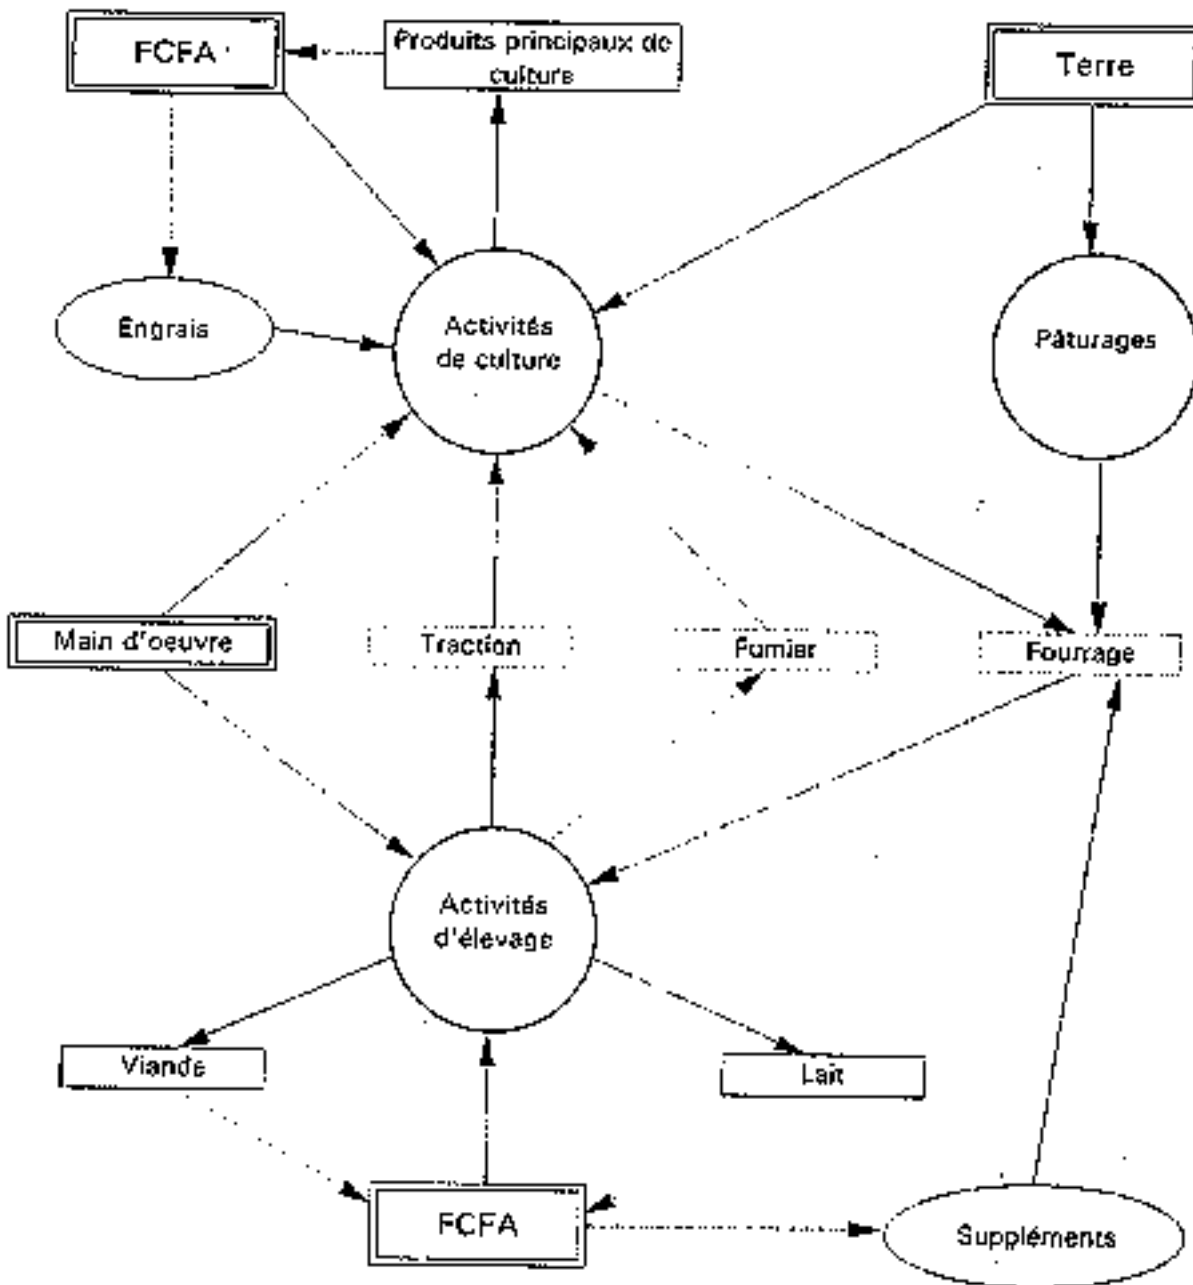 FCFA
Produits principaux de
culture
Terre
Engrais
Activités
de culture
Pâturages
Main d'oeuvre
Traction
Fumier
Fourrage
Activités
d'élevage
Viande
Lait
FCFA
Suppléments